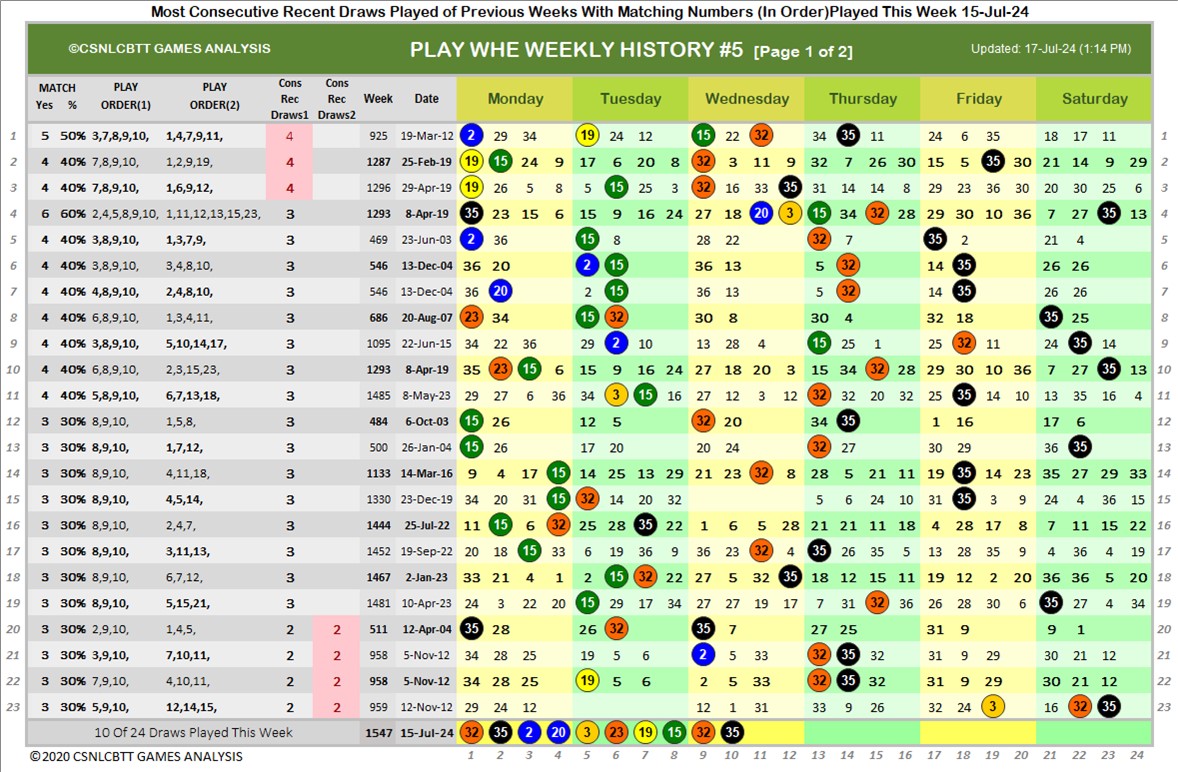 Most Consecutive Recent Draws Played of Previous Weeks With Matching Numbers (In Order)Played This Week 15-Jul-24
©CSNLCBTT GAMES ANALYSIS PLAY WHE WEEKLY HISTORY #5 [Page 1 of 2] Updated: 17-Jul-24 (1:14 PM)
MATCH Yes % PLAY ORDER(1) PLAY ORDER(2) Cons Rec Draws1 Cons Rec Draws2 Week Date Monday Tuesday Wednesday Thursday Friday Saturday
1 5 50% 3,7,8,9,10, 1,4,7,9,11, 4 925 19-Mar-12 2 29 34 19 24 12 15 22 32 34 35 11 24 6 35 18 17 11 1
2 4 40% 7,8,9,10, 1,2,9,19, 4 1287 25-Feb-19 19 15 24 9 17 6 20 8 32 3 11 9 32 7 26 30 15 5 35 30 21 14 9 29 2
3 4 40% 7,8,9,10, 1,6,9,12, 4 1296 29-Apr-19 19 26 5 8 5 15 25 3 32 16 33 35 31 14 14 8 29 23 36 30 20 30 25 6 3
4 6 60% 2,4,5,8,9,10, 1,11,12,13,15,23, 3 1293 8-Apr-19 35 23 15 6 15 9 16 24 27 18 20 3 15 34 32 28 29 30 10 36 7 27 35 13 4
5 4 40% 3,8,9,10, 1,3,7,9, 3 469 23-Jun-03 2 36 15 8 28 22 32 7 35 2 21 4 5
6 4 40% 3,8,9,10, 3,4,8,10, 3 546 13-Dec-04 36 20 2 15 36 13 5 32 14 35 26 26 6
7 4 40% 4,8,9,10, 2,4,8,10, 3 546 13-Dec-04 36 20 2 15 36 13 5 32 14 35 26 26 7
8 4 40% 6,8,9,10, 1,3,4,11, 3 686 20-Aug-07 23 34 15 32 30 8 30 4 32 18 35 25 8
9 4 40% 3,8,9,10, 5,10,14,17, 3 1095 22-Jun-15 34 22 36 29 2 10 13 28 4 15 25 1 25 32 11 24 35 14 9
10 4 40% 6,8,9,10, 2,3,15,23, 3 1293 8-Apr-19 35 23 15 6 15 9 16 24 27 18 20 3 15 34 32 28 29 30 10 36 7 27 35 13 10
11 4 40% 5,8,9,10, 6,7,13,18, 3 1485 8-May-23 29 27 6 36 34 3 15 16 27 12 3 12 32 32 20 32 25 35 14 10 13 35 16 4 11
12 3 30% 8,9,10, 1,5,8, 3 484 6-Oct-03 15 26 12 5 32 20 34 35 1 16 17 6 12
13 3 30% 8,9,10, 1,7,12, 3 500 26-Jan-04 15 26 17 20 20 24 32 27 30 29 36 35 13
14 3 30% 8,9,10, 4,11,18, 3 1133 14-Mar-16 9 4 17 15 14 25 13 29 21 23 32 8 28 5 21 11 19 35 14 23 35 27 29 33 14
15 3 30% 8,9,10, 4,5,14, 3 1330 23-Dec-19 34 20 31 15 32 14 20 32 5 6 24 10 31 35 3 8 24 4 36 15 15
16 3 30% 8,9,10, 2,4,7, 3 1444 25-Jul-22 11 15 6 32 25 28 35 22 1 6 5 28 21 21 11 18 4 28 17 8 7 11 15 22 16
17 3 30% 8,9,10, 3,11,13, 3 1452 19-Sep-22 20 18 15 33 6 19 36 9 36 23 32 4 35 26 35 5 13 28 35 9 4 36 4 19 17
18 3 30% 8,9,10, 6,7,12, 3 1467 2-Jan-23 33 21 4 1 2 15 32 22 27 5 32 35 18 12 15 11 19 12 2 20 36 36 5 20 18
19 3 30% 8,9,10, 5,15,21, 3 1481 10-Apr-23 24 3 22 20 15 29 17 34 27 27 19 17 7 31 32 36 26 28 30 6 35 27 4 34 19
20 3 30% 2,9,10, 1,4,5, 2 2 511 12-Apr-04 35 28 26 32 35 7 27 25 31 9 9 1 20
21 3 30% 3,9,10, 7,10,11, 2 2 958 5-Nov-12 34 28 25 19 5 6 2 5 33 32 35 32 31 9 29 30 21 12 21
22 3 30% 7,9,10, 4,10,11, 2 2 958 5-Nov-12 34 28 25 19 5 6 2 5 33 32 35 32 31 9 29 30 21 12 22
23 3 30% 5,9,10, 12,14,15, 2 2 959 12-Nov-12 29 24 12 12 1 31 33 9 26 32 24 3 16 32 35 23
10 Of 24 Draws Played This Week 1547 15-Jul-24 32 35 2 20 3 23 19 15 32 35
© 2020 CSNLCBTT GAMES ANALYSIS 1 2 3 4 5 6 7 8 9 10 11 12 13 14 15 16 17 18 19 20 21 22 23 24